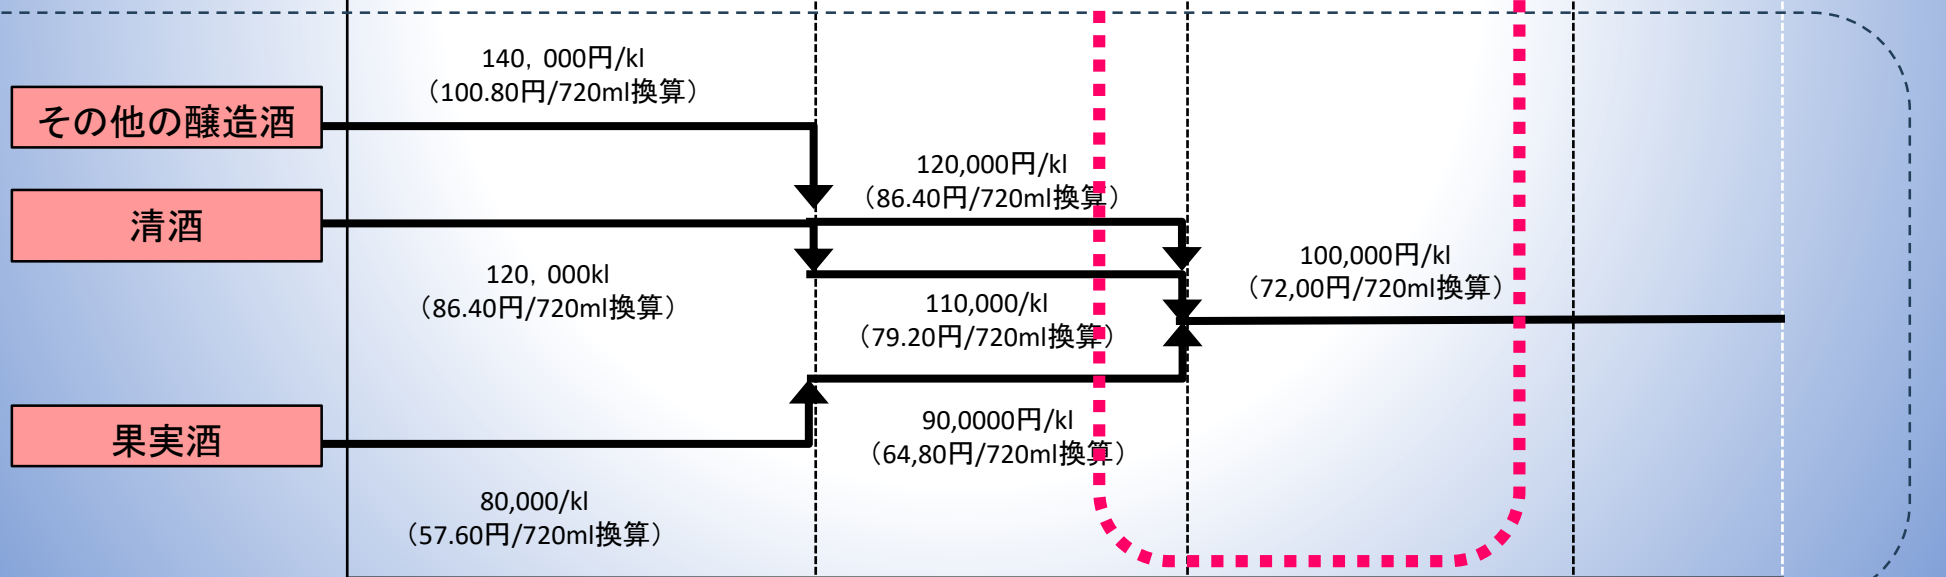 140，000円/kl
（100.80円/720ml換算）
その他の醸造酒
120,000円/kl
（86.40円/720ml換算）
清酒
100,000円/kl
（72,00円/720ml換算）
120，000kl
（86.40円/720ml換算）
110,000/kl
（79.20円/720ml換算）
果実酒
90,0000円/kl
（64,80円/720ml換算）
80,000/kl
（57.60円/720ml換算）